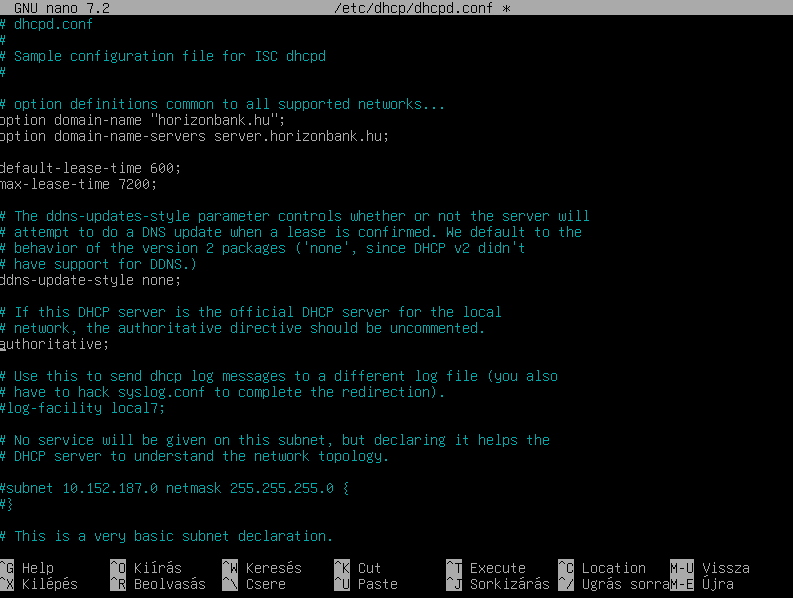 GNU nano 7.2 /etc/dhcp/dhcpd.conf *
# dhcpd.conf
#
# Sample configuration file for ISC dhcpd
#
# option definitions common to all supported networks...
option domain-name "horizonbank.hu";
option domain-name-servers server.horizonbank.hu;
default-lease-time 600;
max-lease-time 7200;
# The ddns-updates-style parameter controls whether or not the server will
# attempt to do a DNS update when a lease is confirmed. We default to the
# behavior of the version 2 packages ('none', since DHCP v2 didn't
# have support for DDNS.)
ddns-update-style none;
# If this DHCP server is the official DHCP server for the local
# network, the authoritative directive should be uncommented.
authoritative;
# Use this to send dhcp log messages to a different log file (you also
# have to hack syslog.conf to complete the redirection).
#log-facility local7;
# No service will be given on this subnet, but declaring it helps the
# DHCP server to understand the network topology.
#subnet 10.152.187.0 netmask 255.255.255.0 {
#}
# This is a very basic subnet declaration.
^G Help ^O Kiírás ^W Keresés ^K Cut ^T Execute ^C Location M-U Vissza
^X Kilépés ^R Beolvasás ^\ Csere ^U Paste ^J Sorkizárás ^/ Ugrás sorra M-E Újra